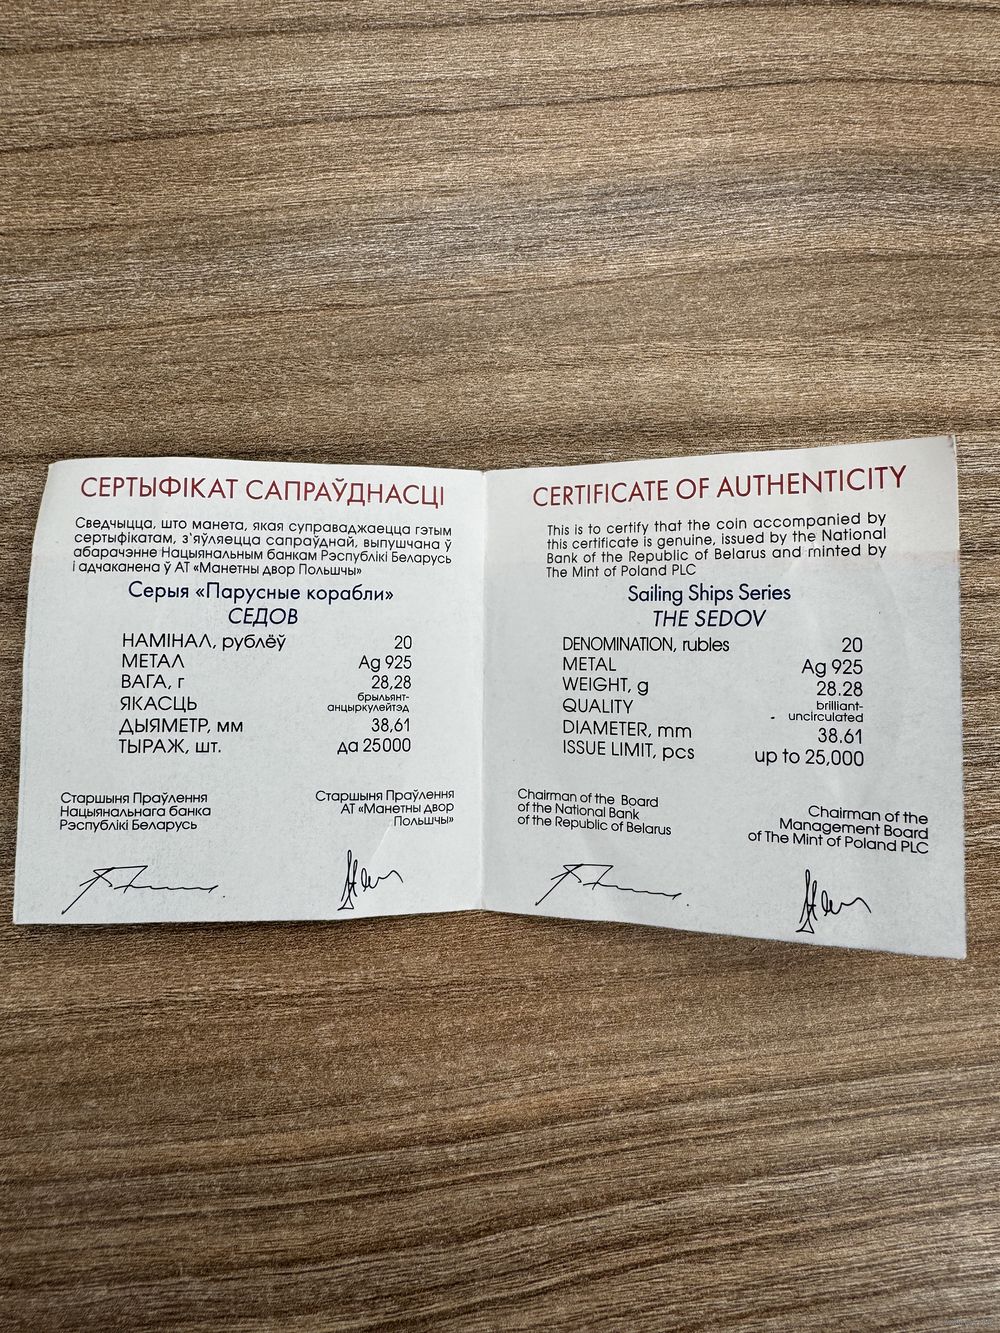 СЕРТЫФІКАТ САПРАЎДНАСЦІ
Сведчыцца, што манета, якая суправаджаецца гэтым
сертыфікатам, з'яўляецца сапраўднай, выпушчана ў
абарачэнне Нацыянальным банкам Рэспублікі Беларусь
і адчаканена ў АТ «Манетны двор Польшчы»
Серыя «Парусные корабли»
СЕДОВ
НАМІНАЛ, рублёў 20
МЕТАЛ Ag 925
ВАГА, г 28,28
ЯКАСЦЬ брыльянт-
анцыркулейтэд
ДЫЯМЕТР, мм 38,61
ТЫРАЖ, шт. да 25000
Старшыня Праўлення
Нацыянальнага банка
Рэспублікі Беларусь
Старшыня Праўлення
АТ «Манетны двор
Польшчы»
CERTIFICATE OF AUTHENTICITY
This is to certify that the coin accompanied by
this certificate is genuine, issued by the National
Bank of the Republic of Belarus and minted by
The Mint of Poland PLC
Sailing Ships Series
THE SEDOV
DENOMINATION, rubles 20
METAL Ag 925
WEIGHT, g 28.28
QUALITY brilliant-
uncirculated
DIAMETER, mm 38.61
ISSUE LIMIT, pcs up to 25,000
Chairman of the Board
of the National Bank
of the Republic of Belarus
Chairman of the
Management Board
of The Mint of Poland PLC